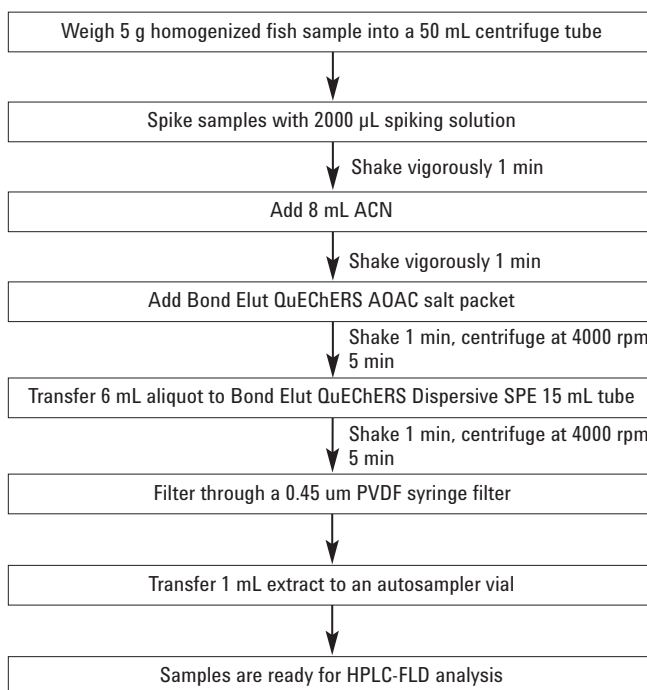 Weigh 5 g homogenized fish sample into a 50 mL centrifuge tube
Spike samples with 2000 µL spiking solution
Shake vigorously 1 min
Add 8 mL ACN
Shake vigorously 1 min
Add Bond Elut QuEChERS AOAC salt packet
Shake 1 min, centrifuge at 4000 rpm
5 min
Transfer 6 mL aliquot to Bond Elut QuEChERS Dispersive SPE 15 mL tube
Shake 1 min, centrifuge at 4000 rpm
5 min
Filter through a 0.45 um PVDF syringe filter
Transfer 1 mL extract to an autosampler vial
Samples are ready for HPLC-FLD analysis